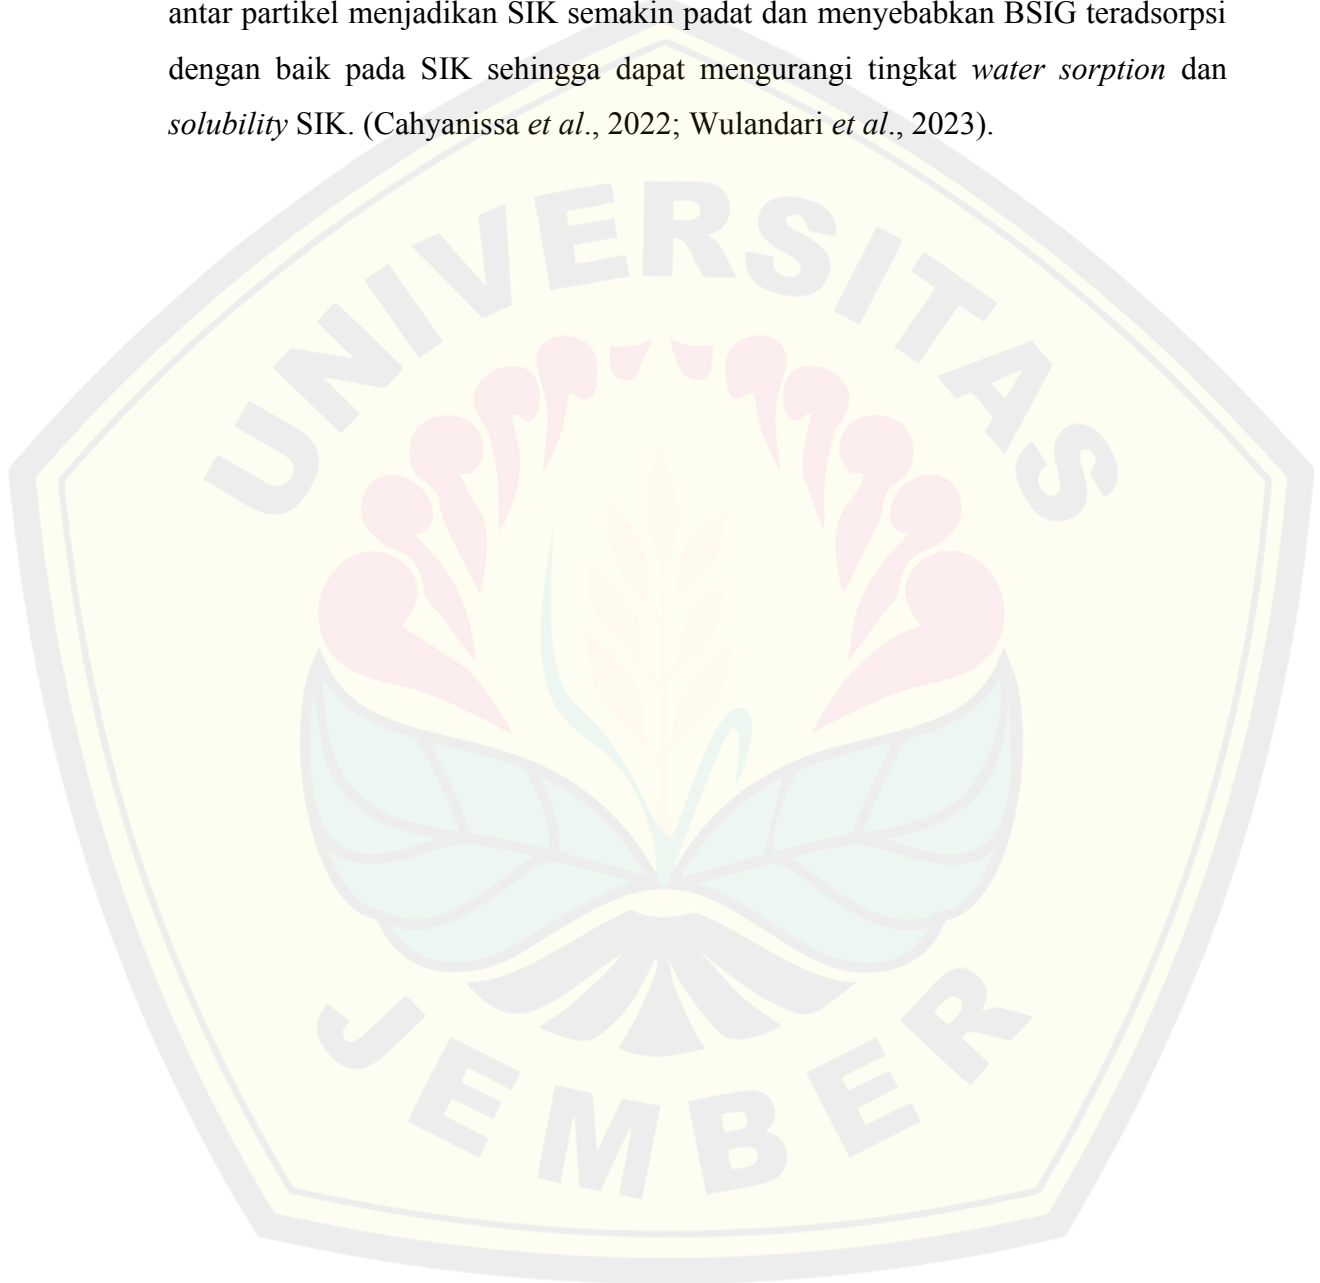 antar partikel menjadikan SIK semakin padat dan menyebabkan BSIG teradsorpsi
dengan baik pada SIK sehingga dapat mengurangi tingkat water sorption dan
solubility SIK. (Cahyanissa et al., 2022; Wulandari et al., 2023).
UNIVERSITAS
JEMBER